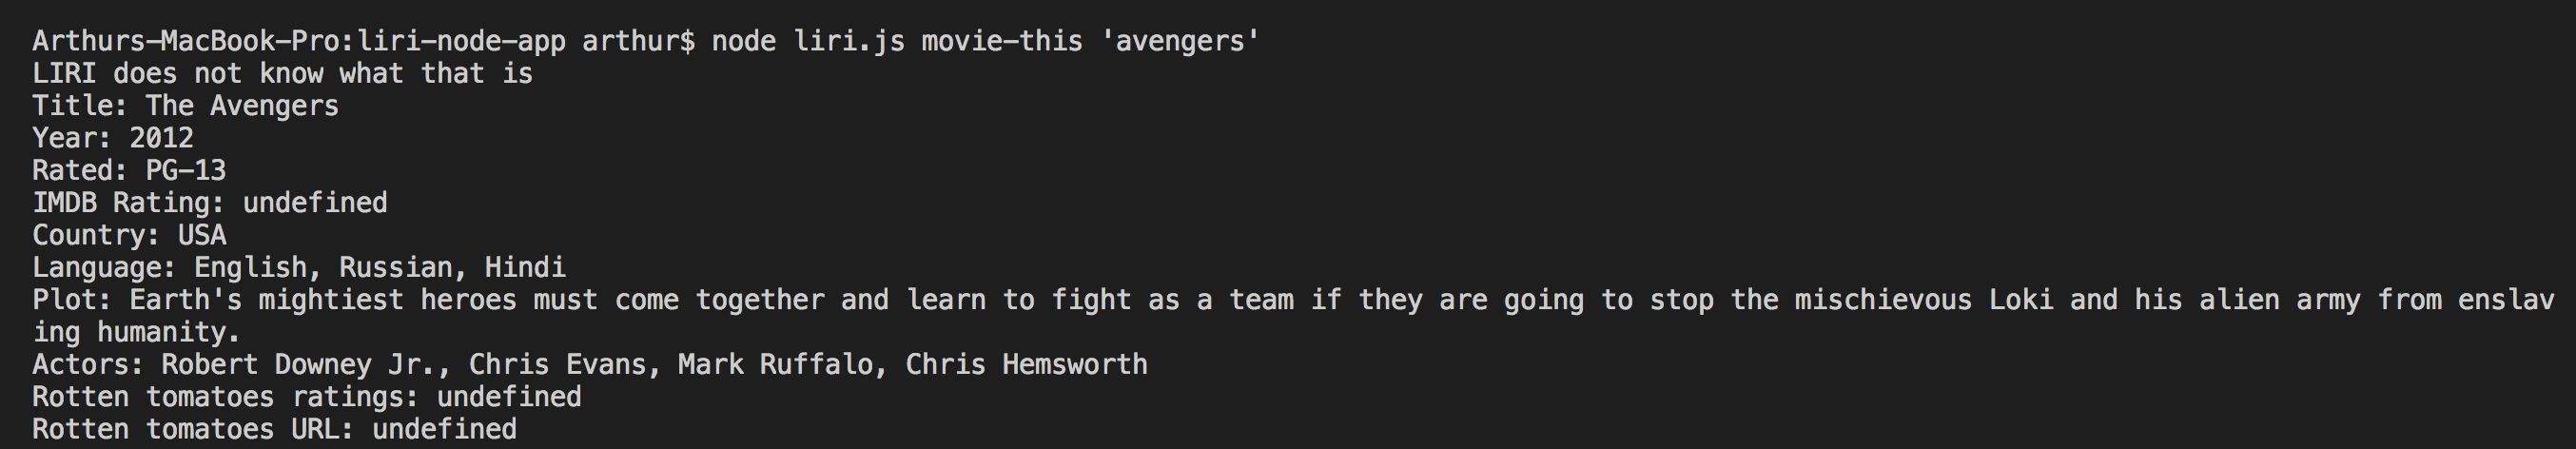 Arthurs-MacBook-Pro:liri-node-app arthur$ node liri.js movie-this 'avengers'
LIRI does not know what that is
Title: The Avengers
Year: 2012
Rated: PG-13
IMDB Rating: undefined
Country: USA
Language: English, Russian, Hindi
Plot: Earth's mightiest heroes must come together and learn to fight as a team if they are going to stop the mischievous Loki and his alien army from enslav
ing humanity.
Actors: Robert Downey Jr., Chris Evans, Mark Ruffalo, Chris Hemsworth
Rotten tomatoes ratings: undefined
Rotten tomatoes URL: undefined